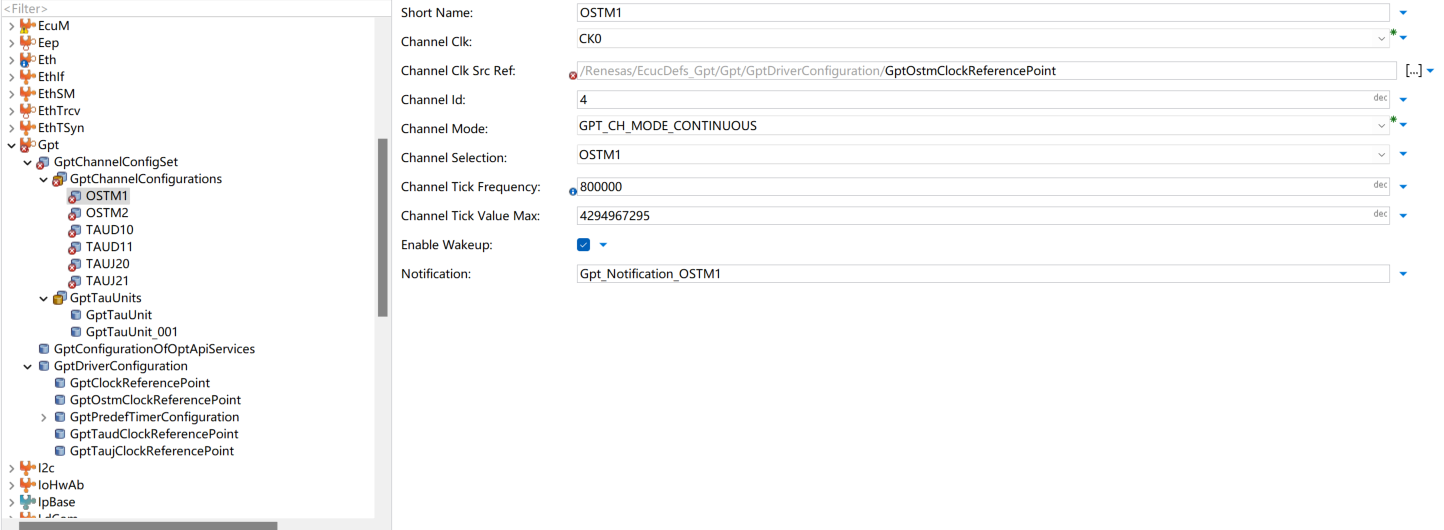 <Filter>
EcuM
Eep
Eth
EthIf
EthSM
EthTrcv
EthTSyn
Gpt
GptChannelConfigSet
GptChannelConfigurations
OSTM1
OSTM2
TAUD10
TAUD11
TAUJ20
TAUJ21
GptTauUnits
GptTauUnit
GptTauUnit_001
GptConfigurationOfOptApiServices
GptDriverConfiguration
GptClockReferencePoint
GptOstmClockReferencePoint
GptPredefTimerConfiguration
GptTaudClockReferencePoint
GptTaujClockReferencePoint
I2c
IoHwAb
IpBase
Short Name: OSTM1
Channel Clk: CK0
Channel Clk Src Ref: /Renesas/EcucDefs_Gpt/Gpt/GptDriverConfiguration/GptOstmClockReferencePoint [...]
Channel Id: 4 dec
Channel Mode: GPT_CH_MODE_CONTINUOUS
Channel Selection: OSTM1
Channel Tick Frequency: 800000 dec
Channel Tick Value Max: 4294967295 dec
Enable Wakeup:
Notification: Gpt_Notification_OSTM1